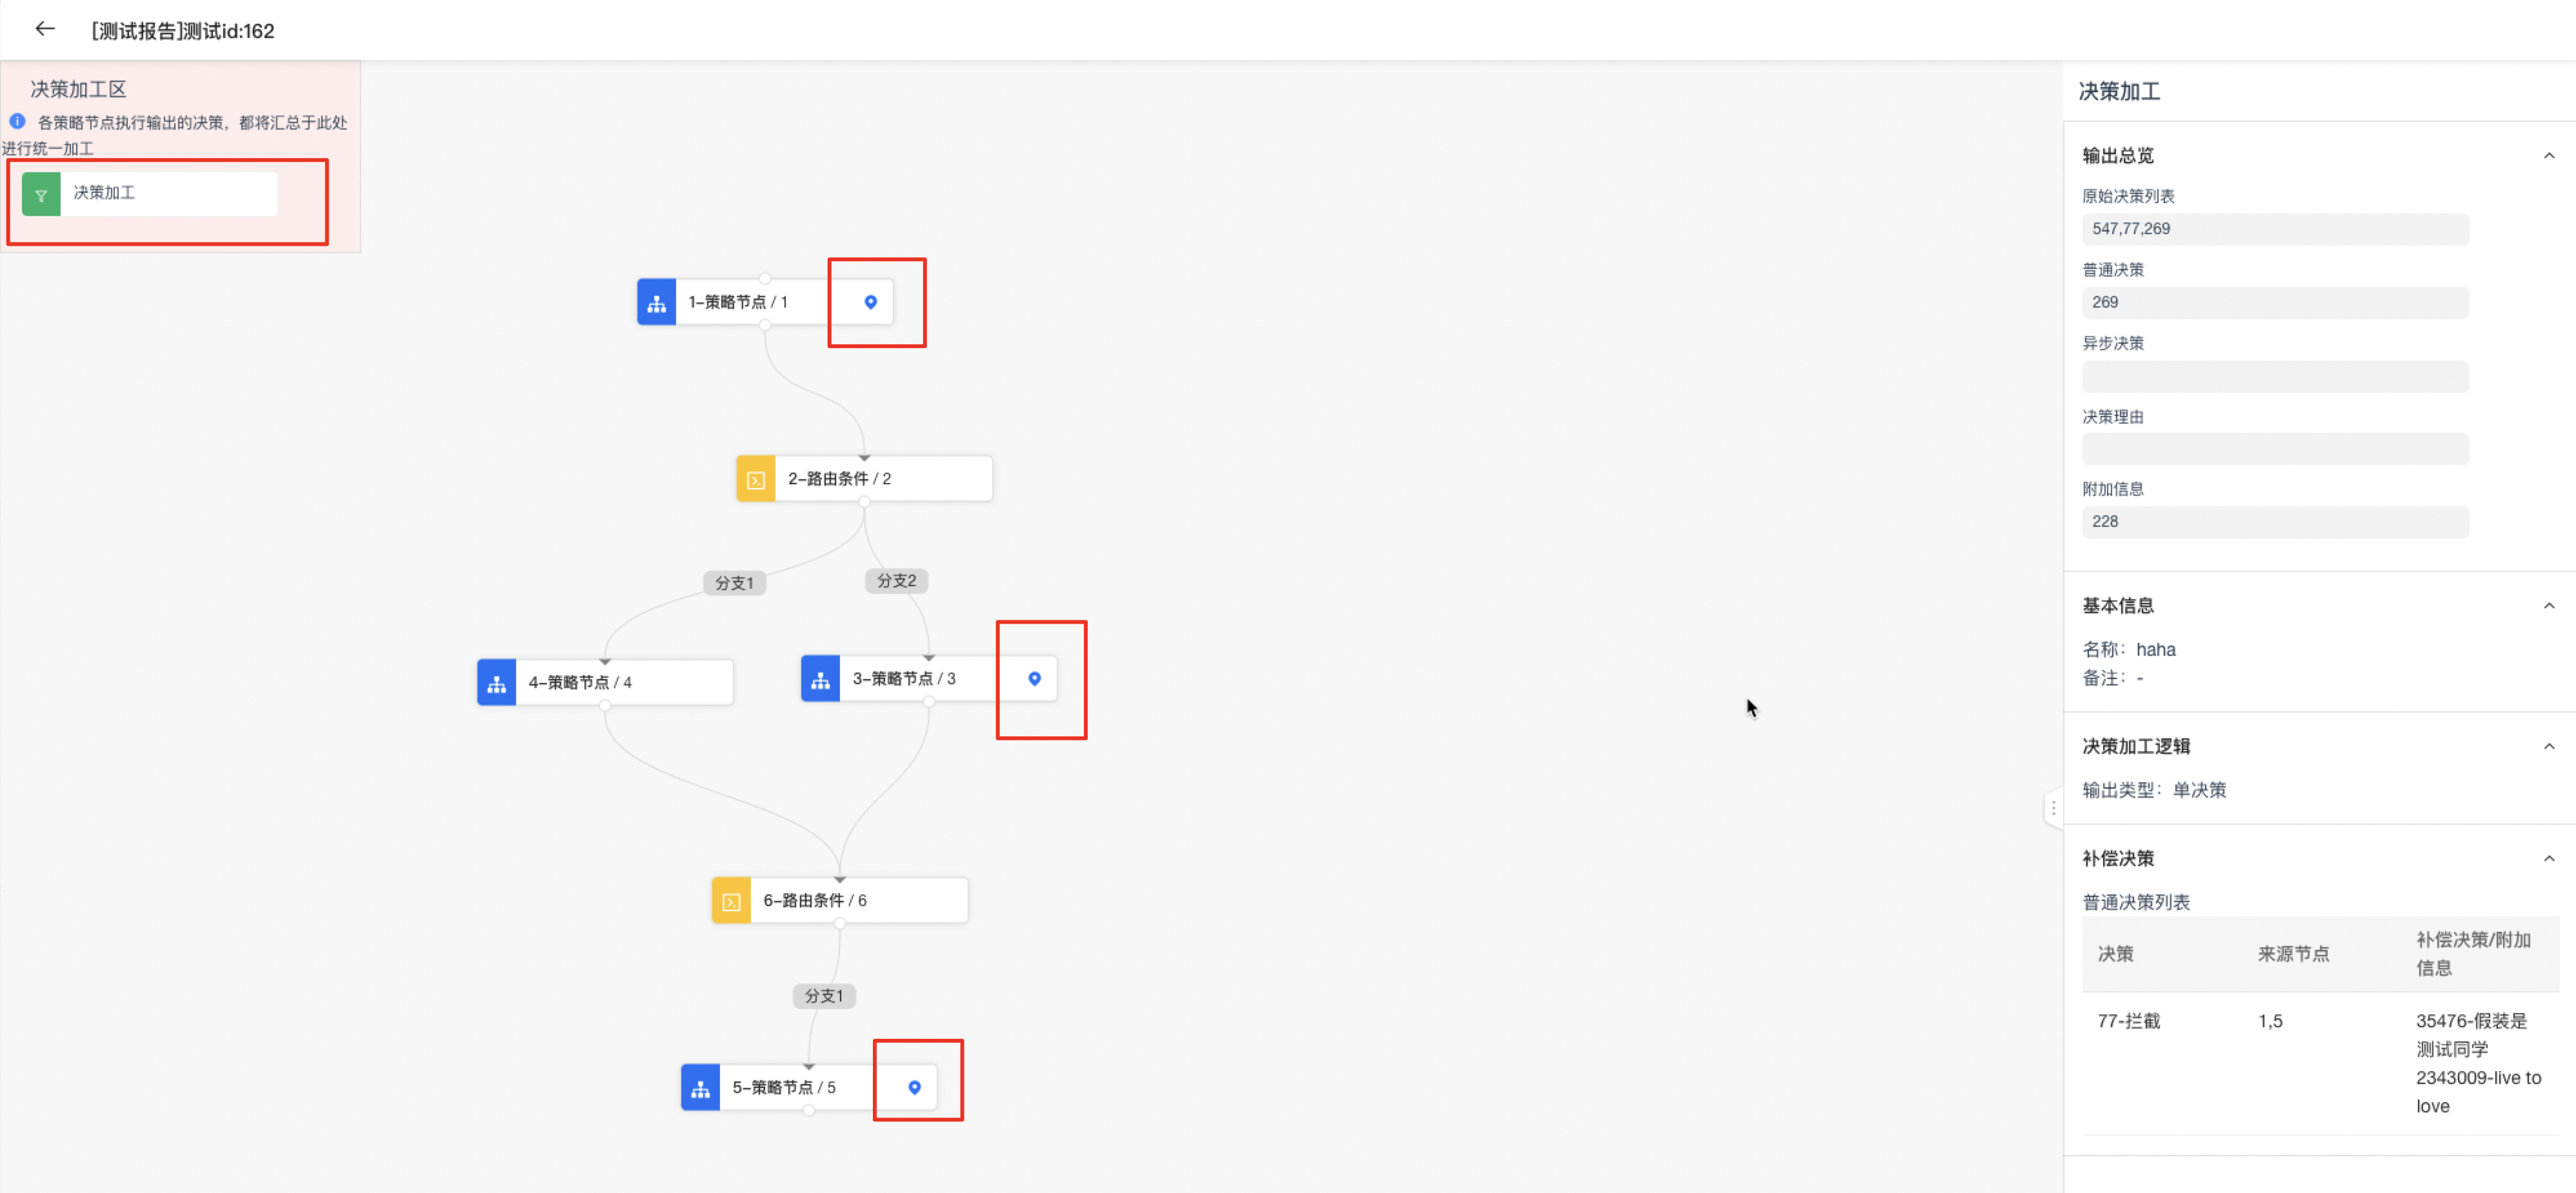 [测试报告]测试id:162
决策加工区
各策略节点执行输出的决策，都将汇总于此处
进行统一加工
决策加工
1-策略节点 / 1
2-路由条件 / 2
分支1
分支2
4-策略节点 / 4
3-策略节点 / 3
6-路由条件 / 6
分支1
5-策略节点 / 5
决策加工
输出总览
原始决策列表
547,77,269
普通决策
269
异步决策
决策理由
附加信息
228
基本信息
名称：haha
备注：-
决策加工逻辑
输出类型：单决策
补偿决策
普通决策列表
决策
来源节点
补偿决策/附加
信息
77-拦截
1,5
35476-假装是
测试同学
2343009-live to
love